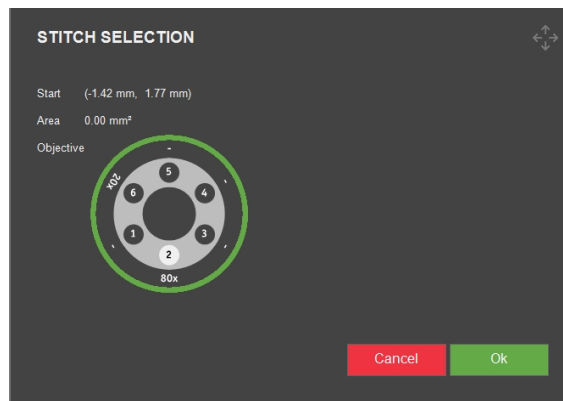 STITCH SELECTION
Start (-1.42 mm, 1.77 mm)
Area 0.00 mm²
Objective
-
5
20x
6
4
-
1
3
-
-
2
80x
Cancel Ok